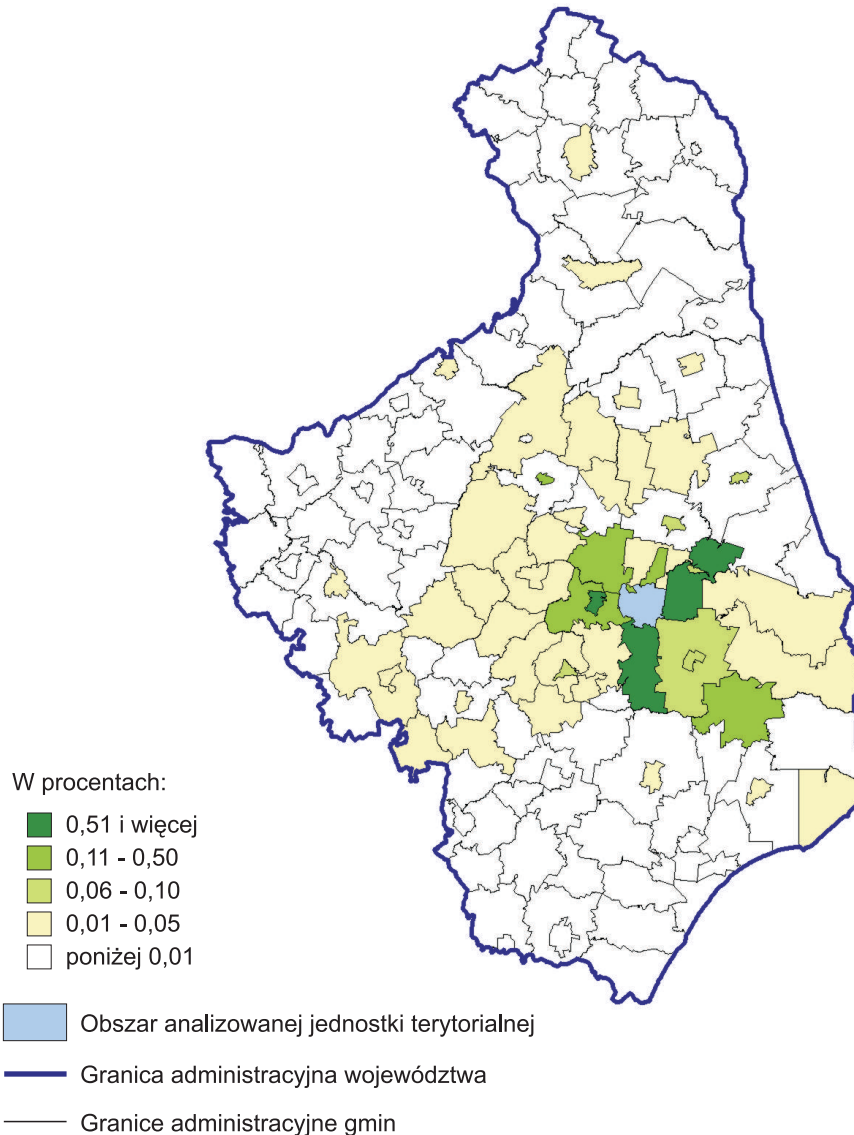 W procentach:
0,51 i więcej
0,11 - 0,50
0,06 - 0,10
0,01 - 0,05
poniżej 0,01
Obszar analizowanej jednostki terytorialnej
Granica administracyjna województwa
Granice administracyjne gmin